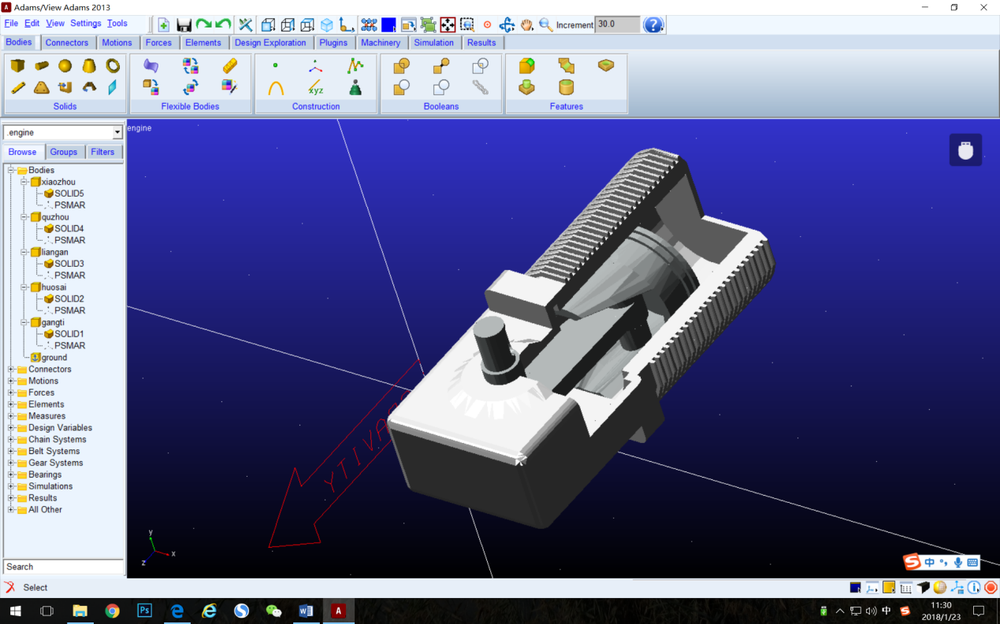 Adams/View Adams 2013
File Edit View Settings Tools
Increment 30.0
Bodies Connectors Motions Forces Elements Design Exploration Plugins Machinery Simulation Results
xyz
Solids Flexible Bodies Construction Booleans Features
.engine
Browse Groups Filters
Bodies
xiaozhou
SOLID5
PSMAR
quzhou
SOLID4
PSMAR
liangan
SOLID3
PSMAR
huosai
SOLID2
PSMAR
gangti
SOLID1
PSMAR
ground
Connectors
Motions
Forces
Elements
Measures
Design Variables
Chain Systems
Belt Systems
Gear Systems
Bearings
Simulations
Results
All Other
Search
engine
YTIVA
y
x
z
中
Select
Ps
中
11:30
2018/1/23